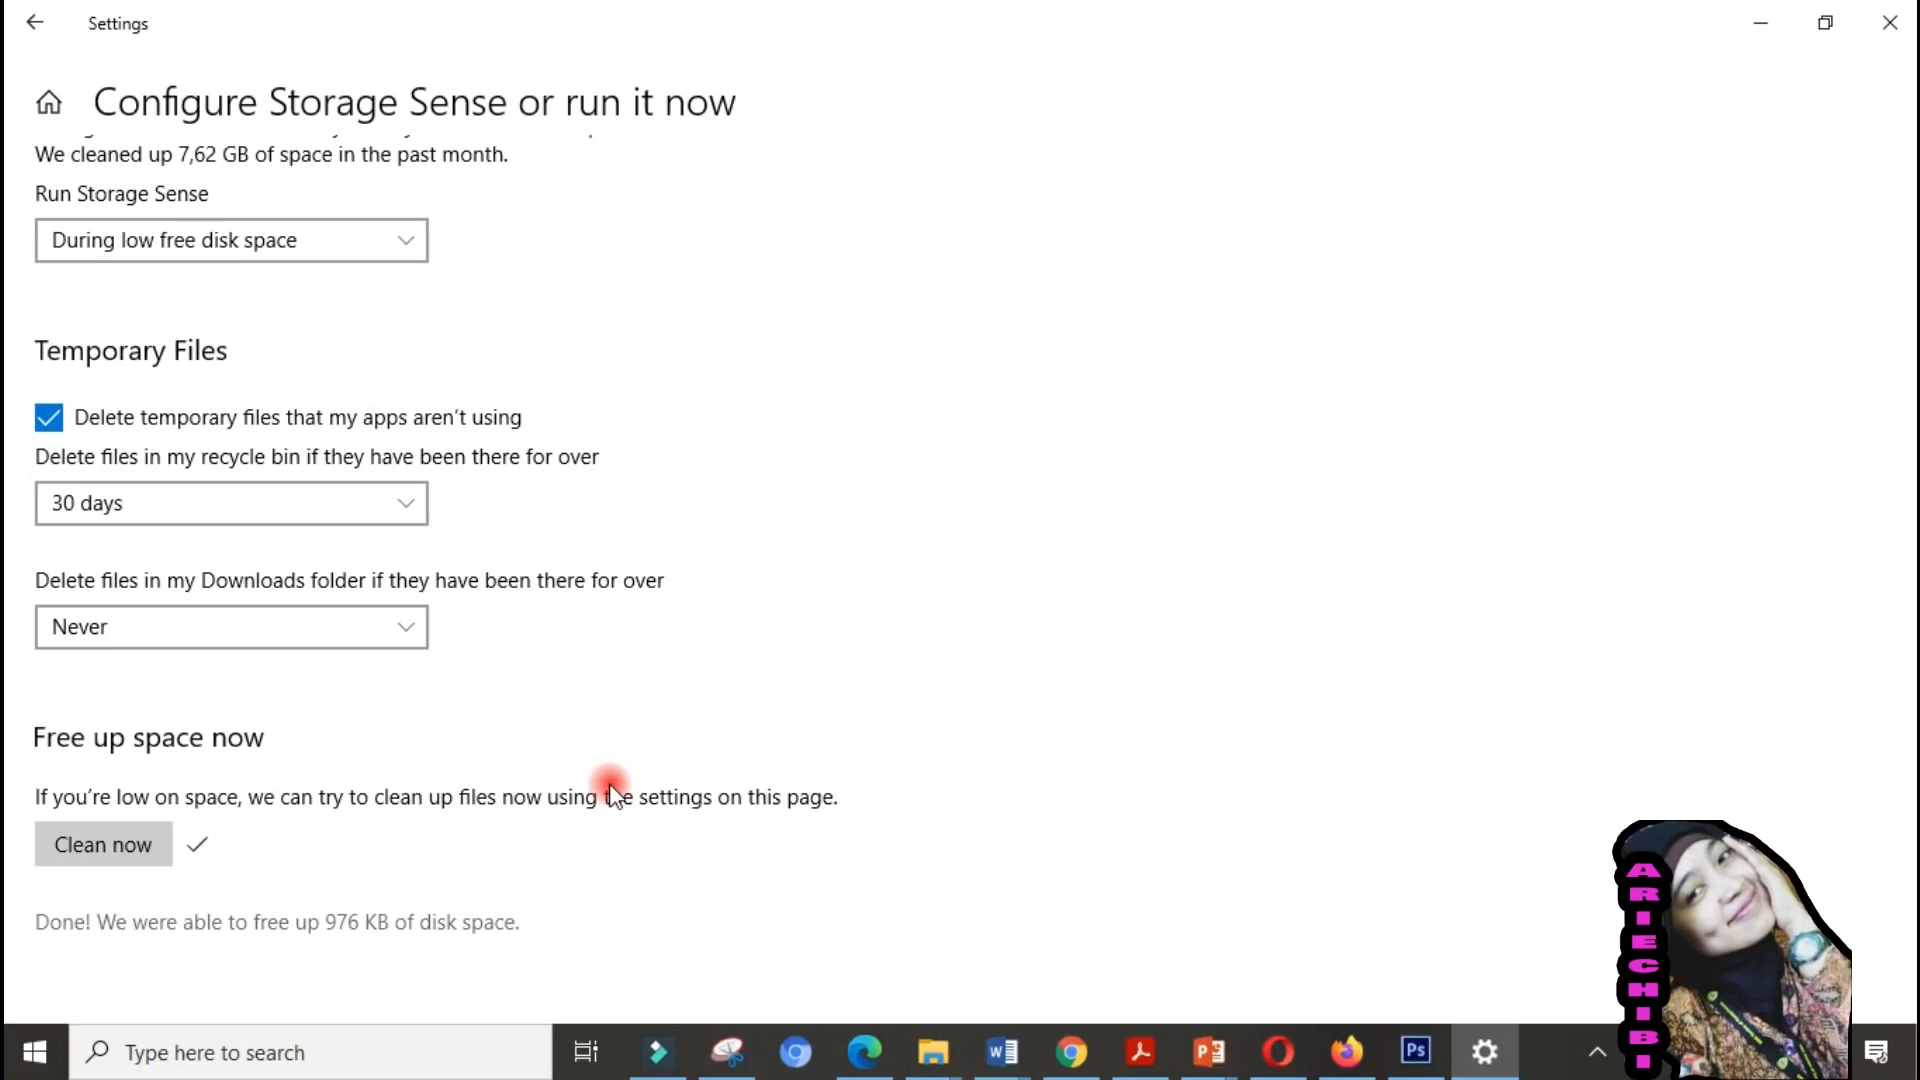 Settings
Configure Storage Sense or run it now
We cleaned up 7,62 GB of space in the past month.
Run Storage Sense
During low free disk space
Temporary Files
Delete temporary files that my apps aren't using
Delete files in my recycle bin if they have been there for over
30 days
Delete files in my Downloads folder if they have been there for over
Never
Free up space now
If you're low on space, we can try to clean up files now using the settings on this page.
Clean now
Done! We were able to free up 976 KB of disk space.
ARIECHIBI
Type here to search
Ps